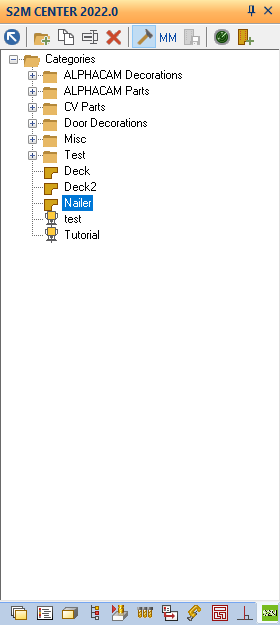 S2M CENTER 2022.0
MM
Categories
ALPHACAM Decorations
ALPHACAM Parts
CV Parts
Door Decorations
Misc
Test
Deck
Deck2
Nailer
test
Tutorial